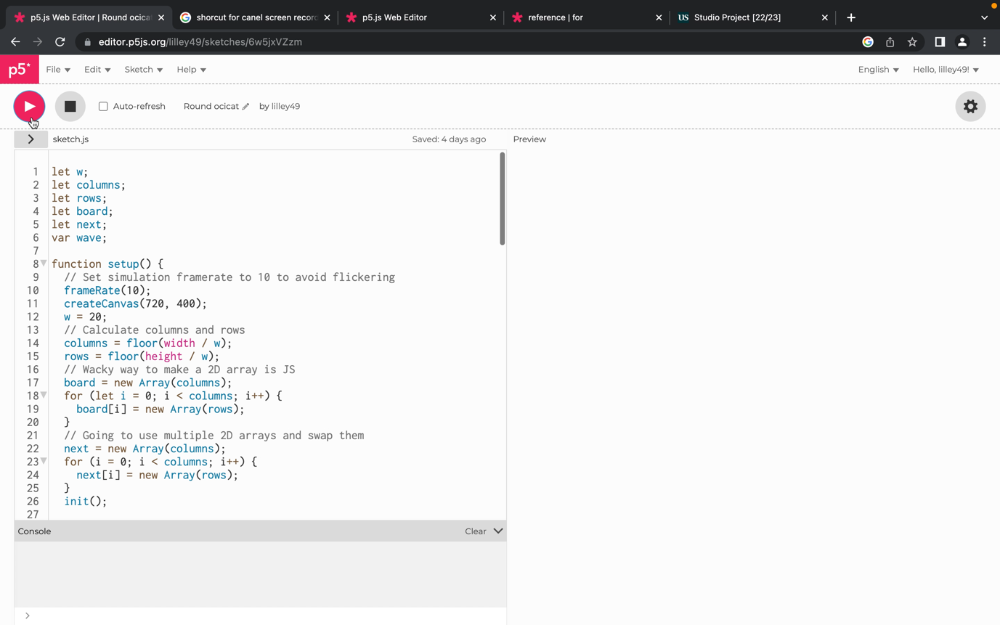 p5.js Web Editor | Round ocica
shorcut for canel screen record
p5.js Web Editor
reference | for
US Studio Project [22/23]
editor.p5js.org/lilley49/sketches/6w5jxVZzm
p5* File Edit Sketch Help English Hello, lilley49!
Auto-refresh Round ocicat by lilley49
> sketch.js Saved: 4 days ago Preview
1 let w;
2 let columns;
3 let rows;
4 let board;
5 let next;
6 var wave;
7
8 function setup() {
9 // Set simulation framerate to 10 to avoid flickering
10 frameRate(10);
11 createCanvas(720, 400);
12 w = 20;
13 // Calculate columns and rows
14 columns = floor(width / w);
15 rows = floor(height / w);
16 // Wacky way to make a 2D array is JS
17 board = new Array(columns);
18 for (let i = 0; i < columns; i++) {
19 board[i] = new Array(rows);
20 }
21 // Going to use multiple 2D arrays and swap them
22 next = new Array(columns);
23 for (i = 0; i < columns; i++) {
24 next[i] = new Array(rows);
25 }
26 init();
27
Console Clear
>